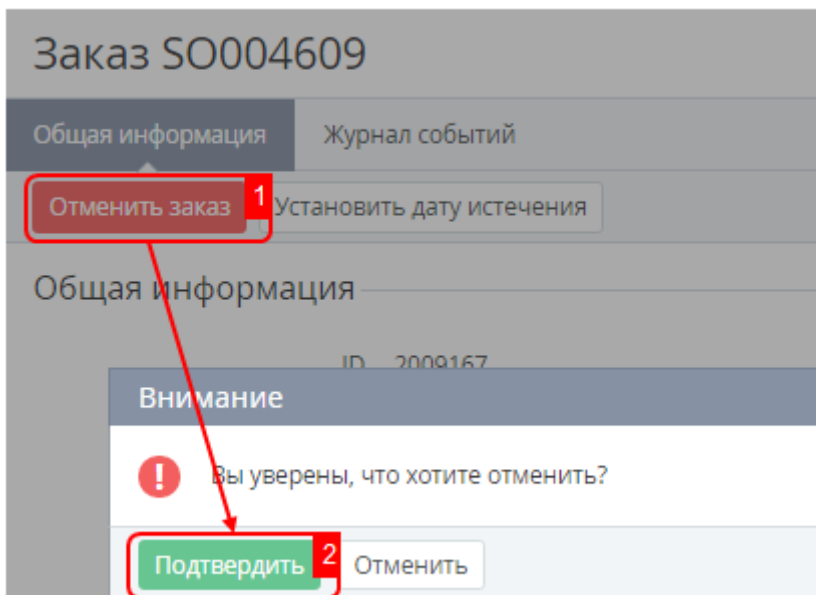 Заказ SO004609
Общая информация Журнал событий
Отменить заказ 1 Установить дату истечения
Общая информация
ID 2009167
Внимание
Вы уверены, что хотите отменить?
Подтвердить 2 Отменить